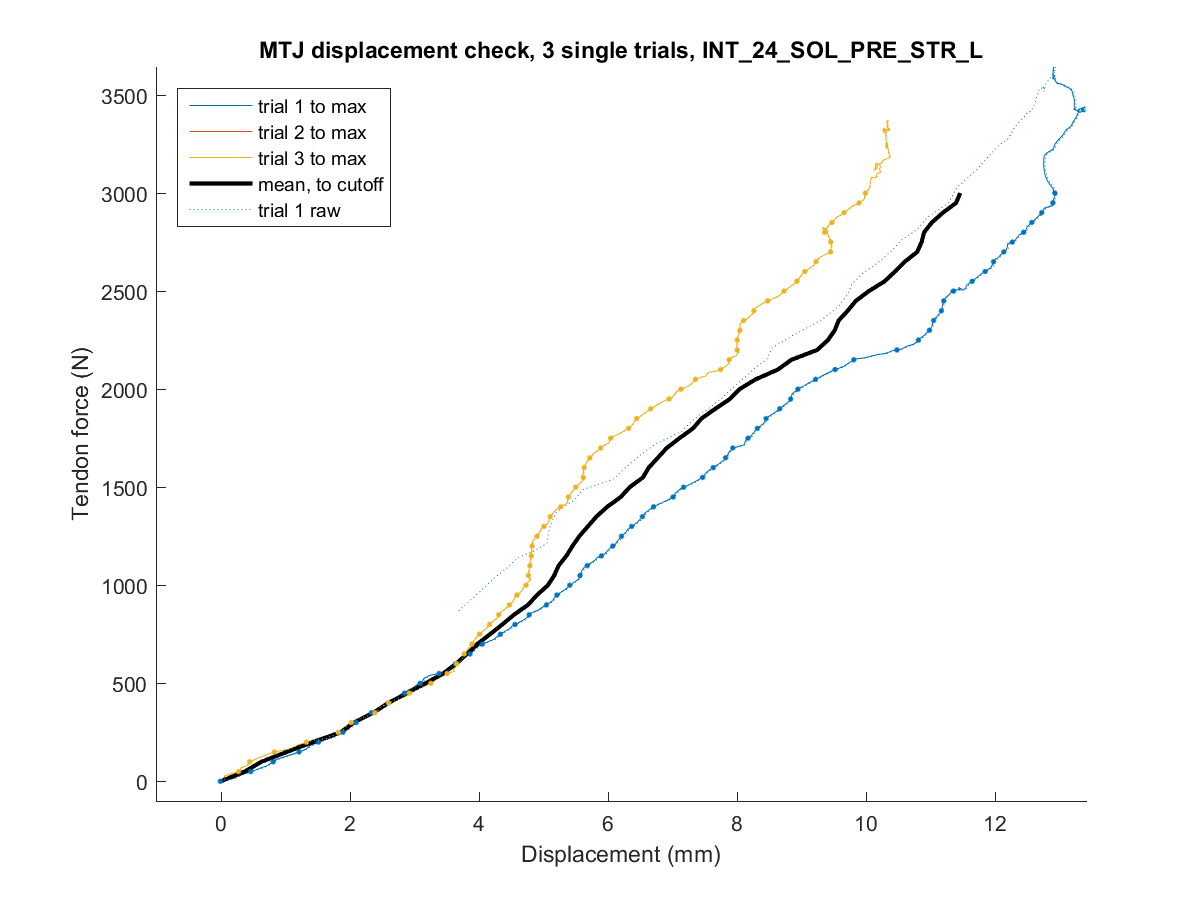 MTJ displacement check, 3 single trials, INT_24_SOL_PRE_STR_L
trial 1 to max
trial 2 to max
trial 3 to max
mean, to cutoff
trial 1 raw
3500
3000
2500
2000
1500
1000
500
0
Tendon force (N)
0 2 4 6 8 10 12
Displacement (mm)